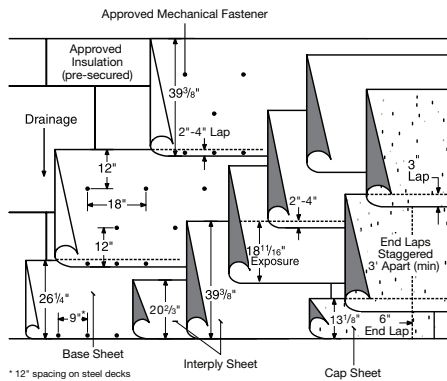 Approved Mechanical Fastener
Approved
Insulation
(pre-secured)
39³/₈"
Drainage
2"-4" Lap
3"
Lap
12"
18"
2"-4"
12"
18¹¹/₁₆"
Exposure
End Laps
Staggered
3' Apart (min)
26¹/₄"
9"*
20²/₃"
39³/₈"
13¹/₈"
6"
End Lap
Base Sheet
Interply Sheet
Cap Sheet
* 12" spacing on steel decks